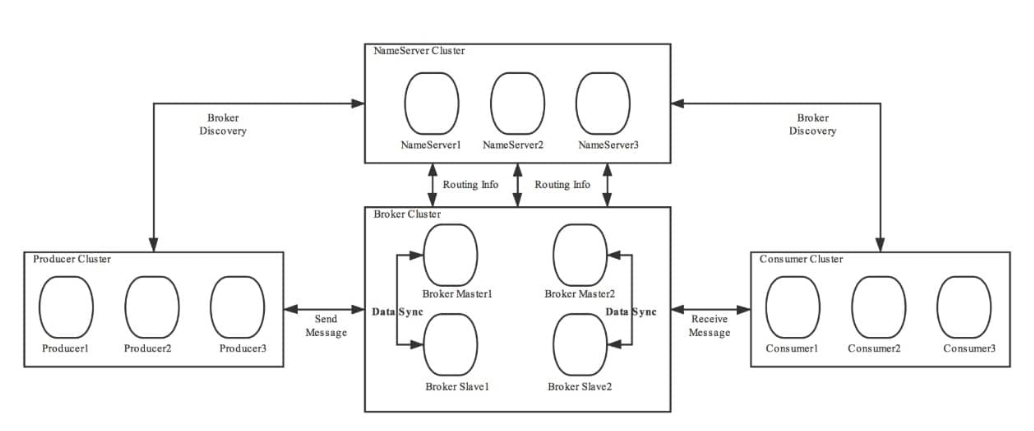 NameServer Cluster
NameServer1
NameServer2
NameServer3
Broker
Discovery
Broker
Discovery
Routing Info
Routing Info
Broker Cluster
Broker Master1
Broker Master2
Data Sync
Data Sync
Broker Slave1
Broker Slave2
Producer Cluster
Producer1
Producer2
Producer3
Send
Message
Receive
Message
Consumer Cluster
Consumer1
Consumer2
Consumer3